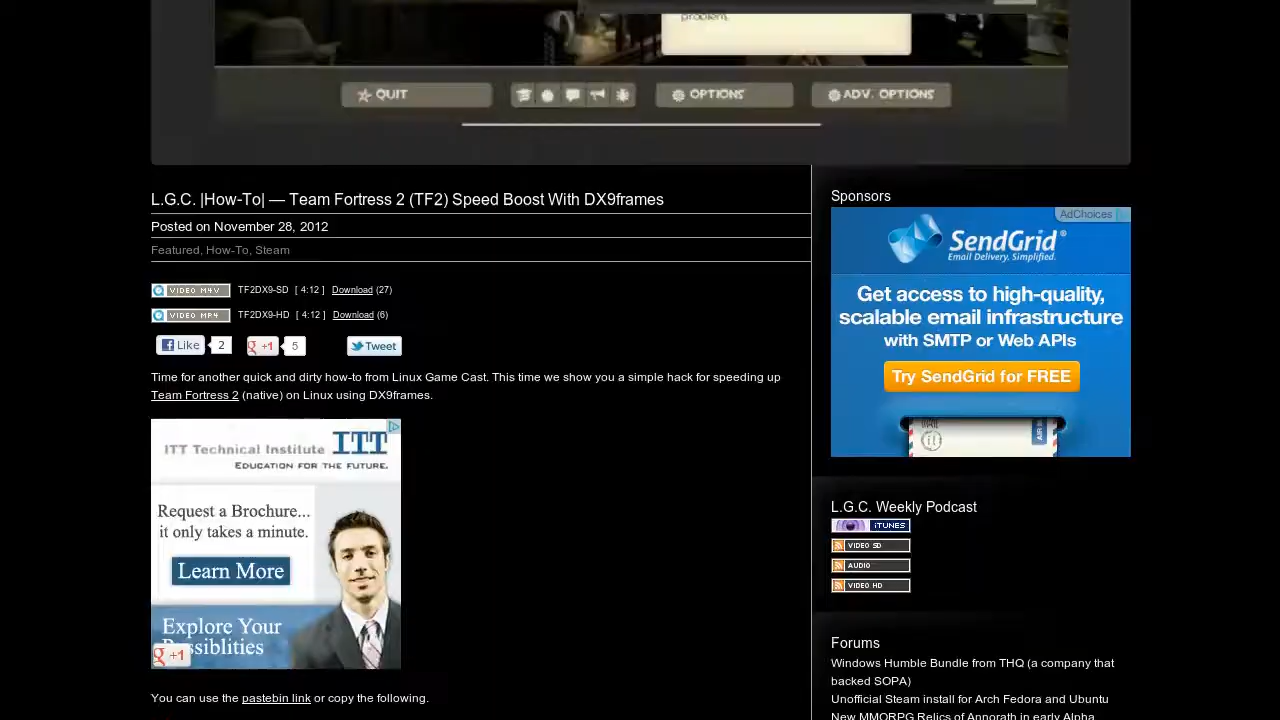 problem.
QUIT
OPTIONS
ADV. OPTIONS
L.G.C. |How-To| — Team Fortress 2 (TF2) Speed Boost With DX9frames
Posted on November 28, 2012
Featured, How-To, Steam
VIDEO M4V TF2DX9-SD [ 4:12 ] Download (27)
VIDEO MP4 TF2DX9-HD [ 4:12 ] Download (6)
Like 2 +1 5 Tweet
Time for another quick and dirty how-to from Linux Game Cast. This time we show you a simple hack for speeding up
Team Fortress 2 (native) on Linux using DX9frames.
ITT Technical Institute ITT
EDUCATION FOR THE FUTURE.
Request a Brochure...
it only takes a minute.
Learn More
Explore Your
Possiblities
g +1
You can use the pastebin link or copy the following.
Sponsors
AdChoices
SendGrid®
Email Delivery. Simplified.
Get access to high-quality,
scalable email infrastructure
with SMTP or Web APIs
Try SendGrid for FREE
L.G.C. Weekly Podcast
iTUNES
VIDEO SD
AUDIO
VIDEO HD
Forums
Windows Humble Bundle from THQ (a company that
backed SOPA)
Unofficial Steam install for Arch Fedora and Ubuntu
New MMORPG Relics of Annorath in early Alpha